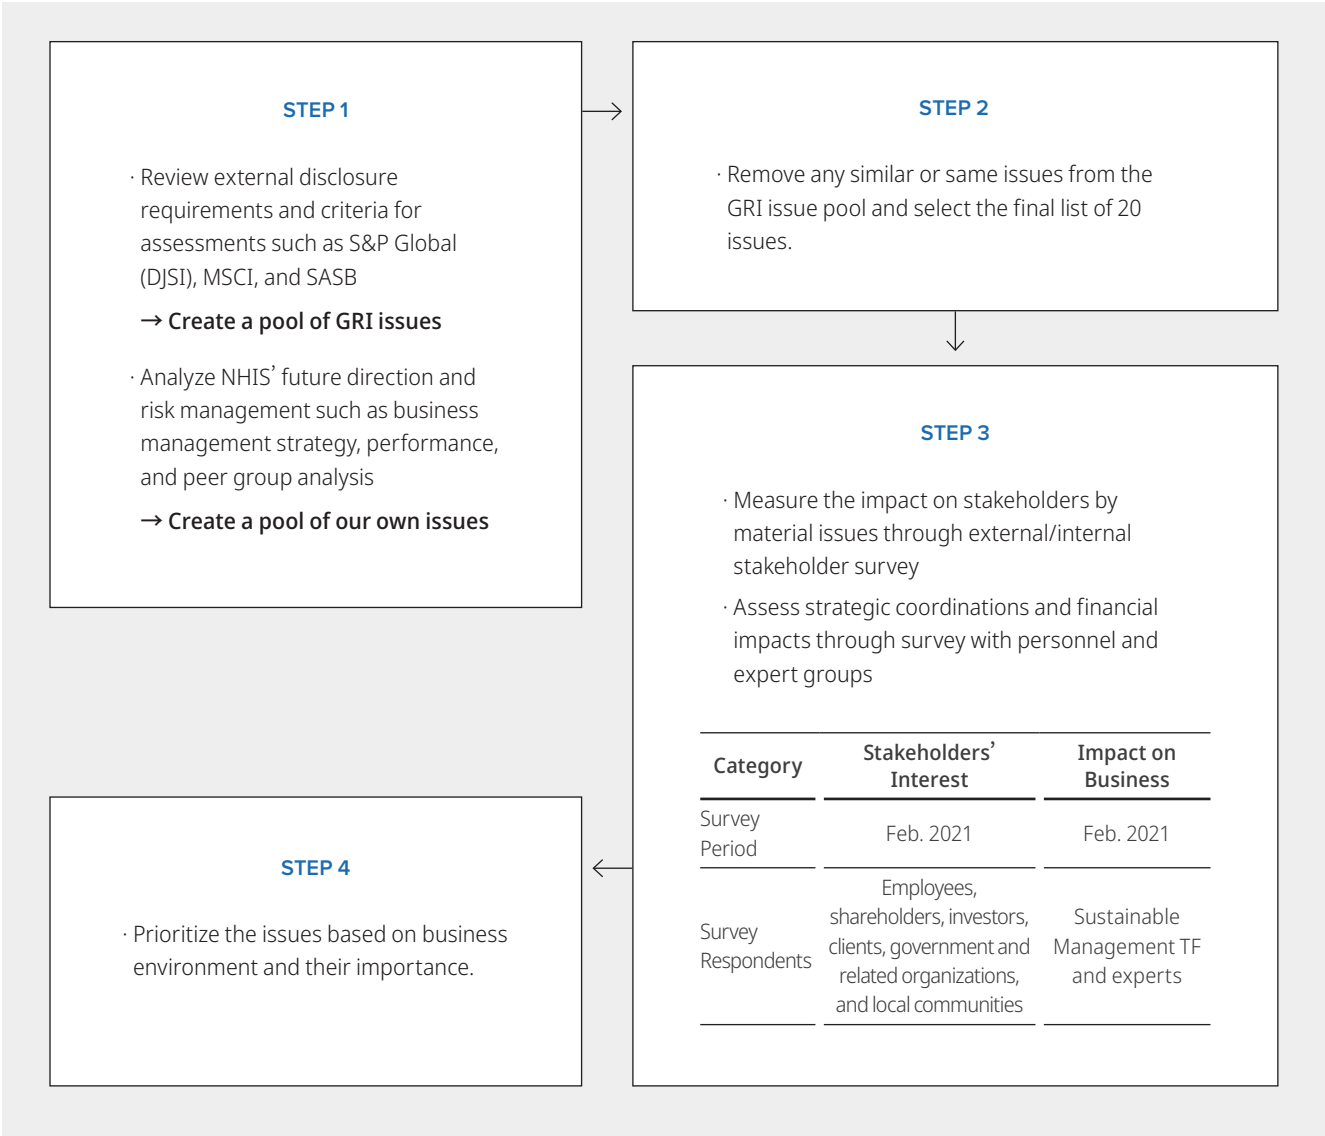 STEP 1
· Review external disclosure
requirements and criteria for
assessments such as S&P Global
(DJSI), MSCI, and SASB
→ Create a pool of GRI issues
· Analyze NHIS’ future direction and
risk management such as business
management strategy, performance,
and peer group analysis
→ Create a pool of our own issues
STEP 2
· Remove any similar or same issues from the
GRI issue pool and select the final list of 20
issues.
STEP 3
· Measure the impact on stakeholders by
material issues through external/internal
stakeholder survey
· Assess strategic coordinations and financial
impacts through survey with personnel and
expert groups
Category
Stakeholders’
Interest
Impact on
Business
Survey
Period
Feb. 2021
Feb. 2021
Survey
Respondents
Employees,
shareholders, investors,
clients, government and
related organizations,
and local communities
Sustainable
Management TF
and experts
STEP 4
· Prioritize the issues based on business
environment and their importance.